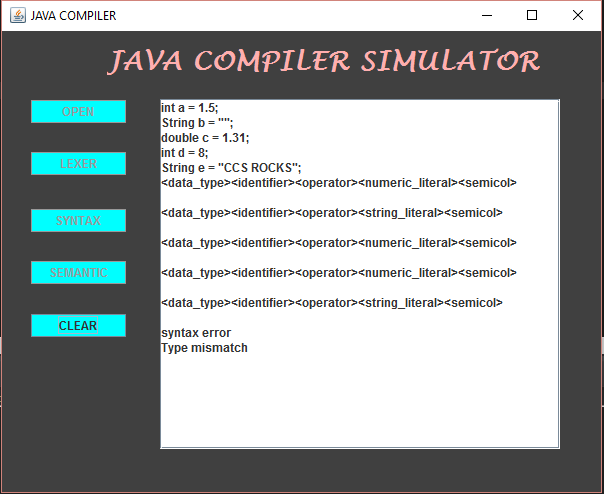 JAVA COMPILER
JAVA COMPILER SIMULATOR
OPEN
LEXER
SYNTAX
SEMANTIC
CLEAR
int a = 1.5;
String b = "";
double c = 1.31;
int d = 8;
String e = "CCS ROCKS";
<data_type><identifier><operator><numeric_literal><semicol>
<data_type><identifier><operator><string_literal><semicol>
<data_type><identifier><operator><numeric_literal><semicol>
<data_type><identifier><operator><numeric_literal><semicol>
<data_type><identifier><operator><string_literal><semicol>
syntax error
Type mismatch